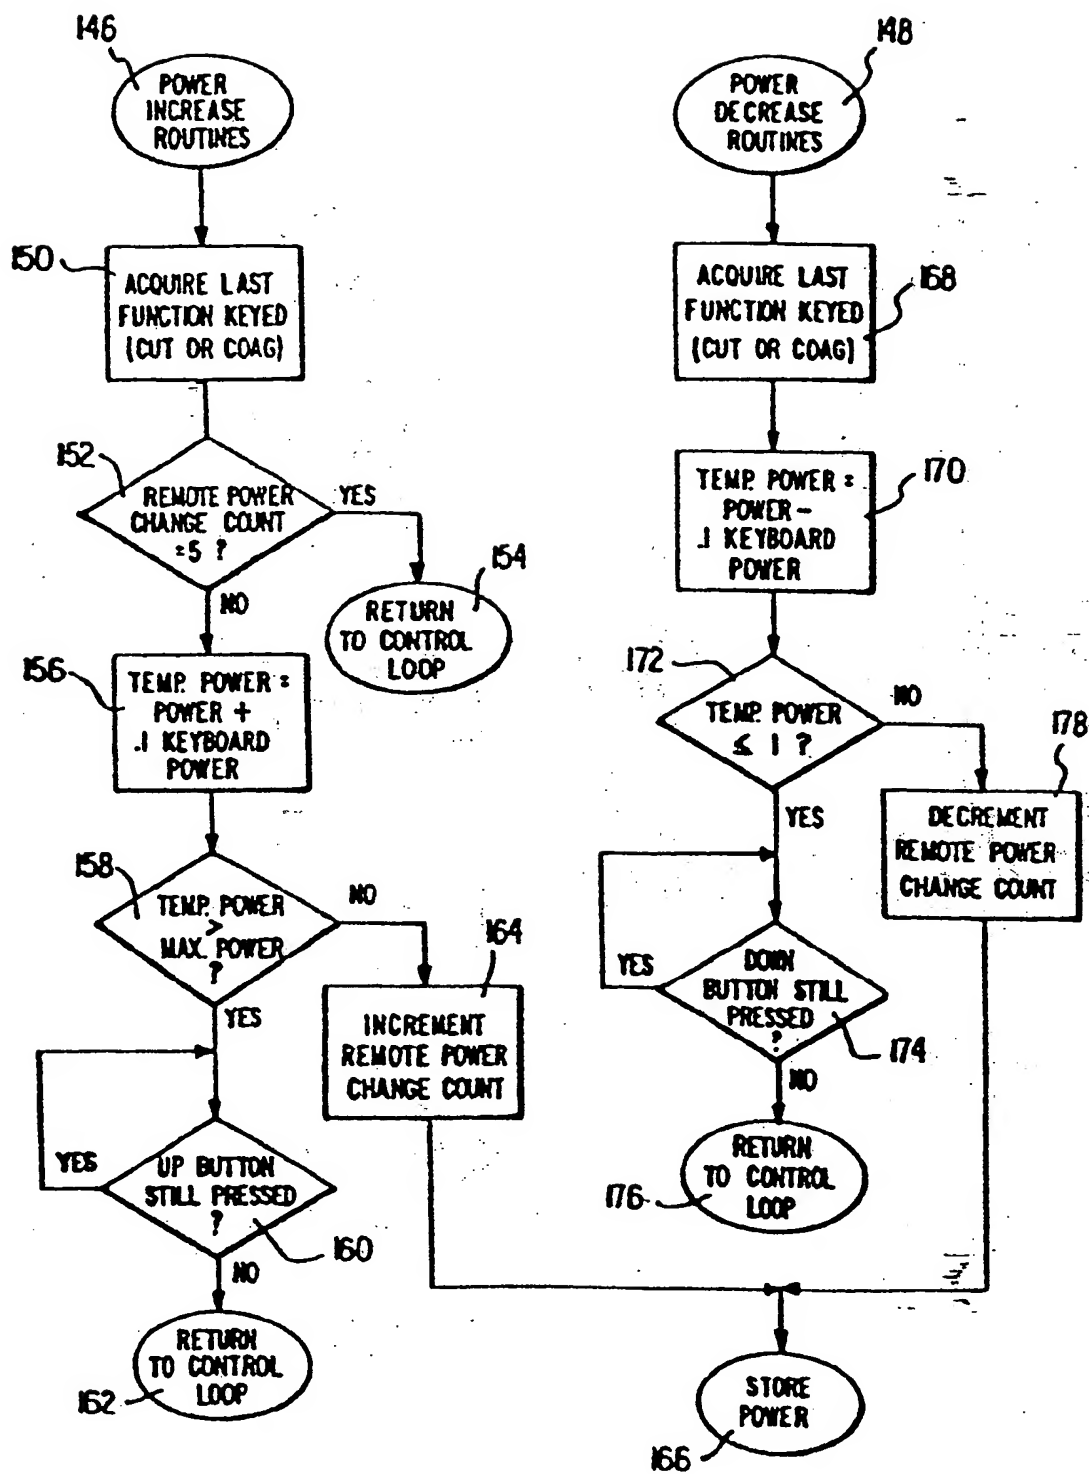 146
POWER
INCREASE
ROUTINES
150
ACQUIRE LAST
FUNCTION KEYED
(CUT OR COAG)
152
REMOTE POWER
CHANGE COUNT
=5 ?
YES
NO
154
RETURN
TO CONTROL
LOOP
156
TEMP. POWER =
POWER +
.1 KEYBOARD
POWER
158
TEMP. POWER
>
MAX. POWER
?
NO
YES
164
INCREMENT
REMOTE POWER
CHANGE COUNT
YES
UP BUTTON
STILL PRESSED
?
160
NO
RETURN
TO CONTROL
LOOP
162
148
POWER
DECREASE
ROUTINES
168
ACQUIRE LAST
FUNCTION KEYED
(CUT OR COAG)
170
TEMP. POWER =
POWER -
.1 KEYBOARD
POWER
172
TEMP. POWER
≤ 1 ?
NO
YES
178
DECREMENT
REMOTE POWER
CHANGE COUNT
YES
DOWN
BUTTON STILL
PRESSED
?
174
NO
RETURN
TO CONTROL
LOOP
176
STORE
POWER
166